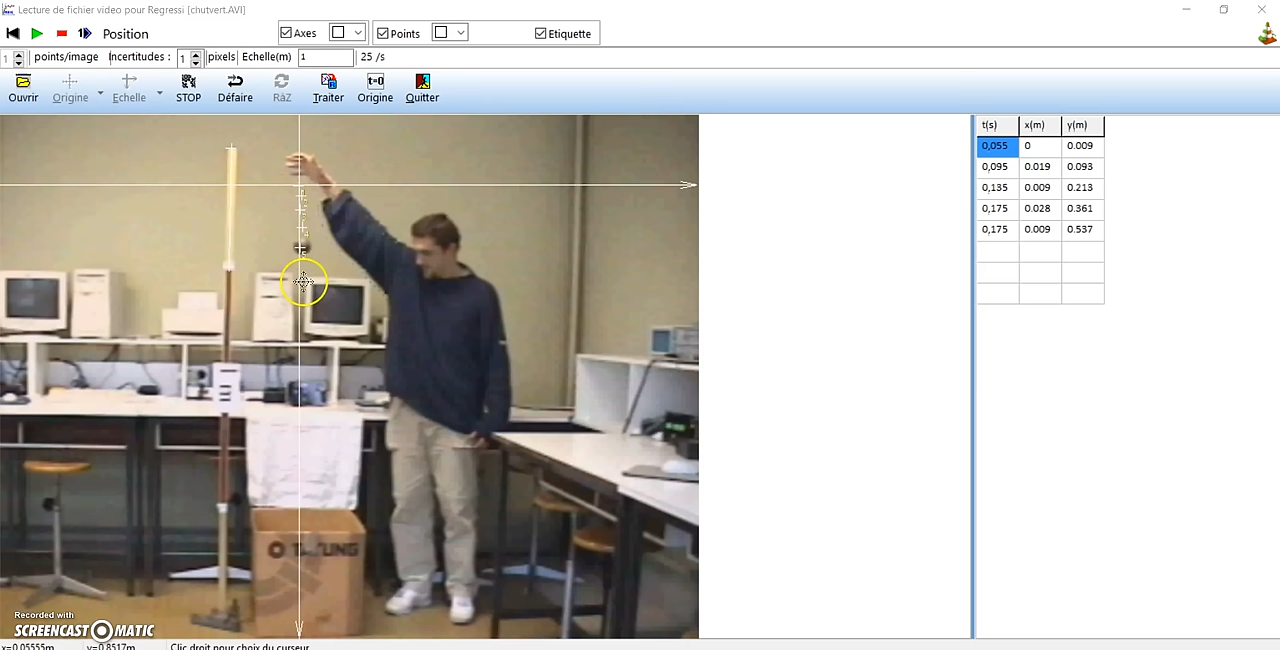 Lecture de fichier video pour Regressi [chutvert.AVI]
Position
Axes
Points
Etiquette
1 points/image Incertitudes : 1 pixels Echelle(m) 1 25 /s
Ouvrir Origine Echelle STOP Défaire RàZ Traiter t=0 Origine Quitter
t(s) x(m) y(m)
0,055 0 0.009
0,095 0.019 0.093
0,135 0.009 0.213
0,175 0.028 0.361
0,175 0.009 0.537
Recorded with
SCREENCAST MATIC
x=0.05555m y=0.8517m Clic droit pour choix du curseur